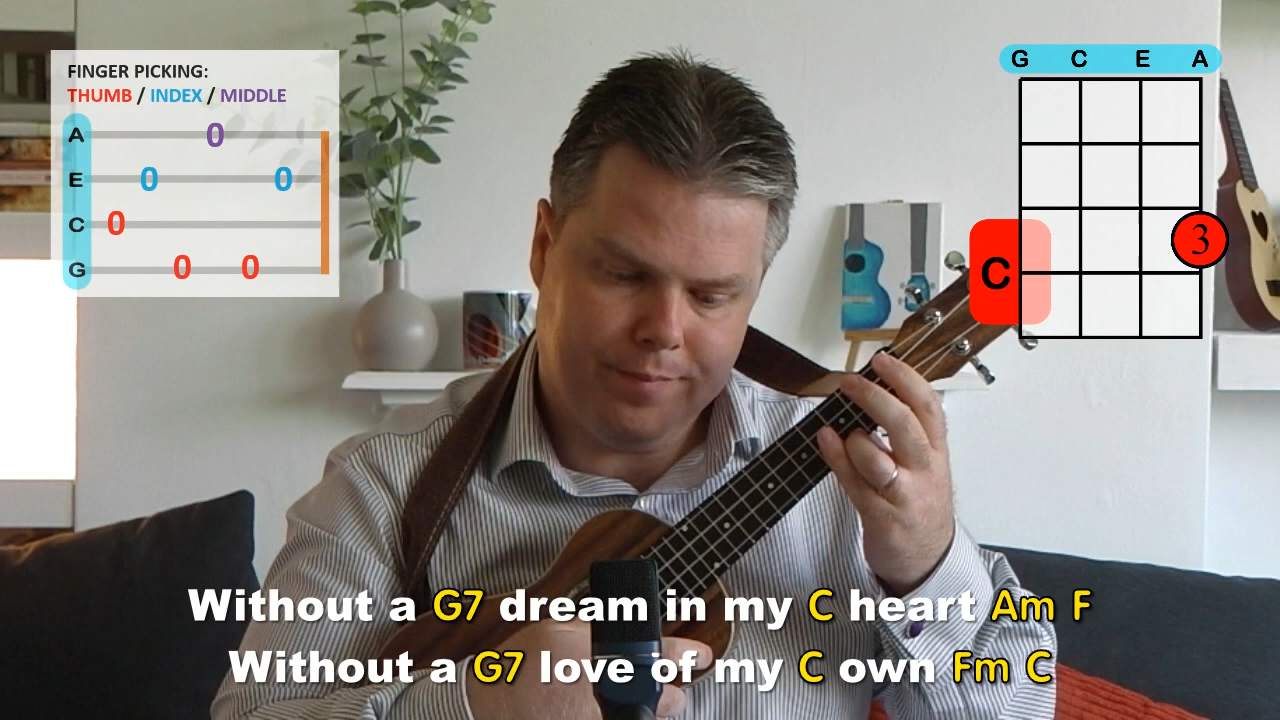 FINGER PICKING:
THUMB / INDEX / MIDDLE
A 0
E 0 0
C 0
G 0 0
G C E A
3
C
Without a G7 dream in my C heart Am F
Without a G7 love of my C own Fm C